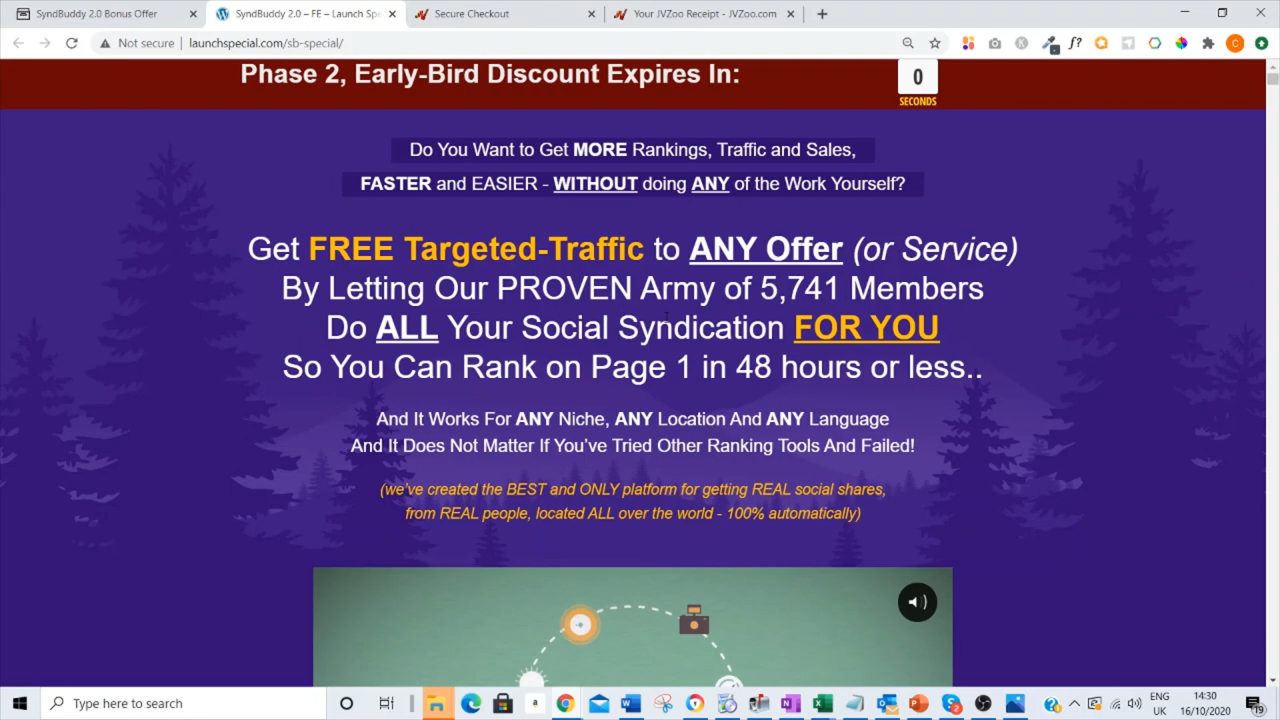 SyndBuddy 2.0 Bonus Offer
SyndBuddy 2.0 – FE – Launch Spe
Secure Checkout
Your JVZoo Receipt - JVZoo.com
Not secure
launchspecial.com/sb-special/
Phase 2, Early-Bird Discount Expires In:
0
SECONDS
Do You Want to Get MORE Rankings, Traffic and Sales,
FASTER and EASIER - WITHOUT doing ANY of the Work Yourself?
Get FREE Targeted-Traffic to ANY Offer (or Service)
By Letting Our PROVEN Army of 5,741 Members
Do ALL Your Social Syndication FOR YOU
So You Can Rank on Page 1 in 48 hours or less..
And It Works For ANY Niche, ANY Location And ANY Language
And It Does Not Matter If You've Tried Other Ranking Tools And Failed!
(we've created the BEST and ONLY platform for getting REAL social shares,
from REAL people, located ALL over the world - 100% automatically)
Type here to search
ENG
UK
14:30
16/10/2020